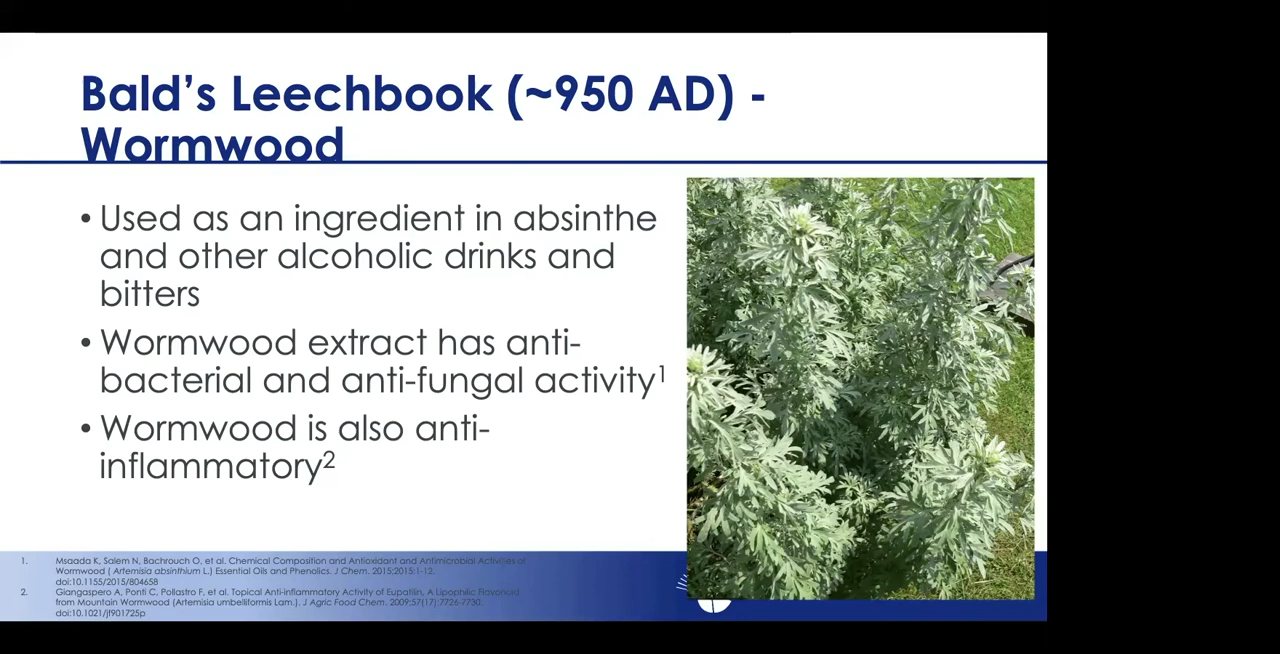 Bald's Leechbook (~950 AD) -
Wormwood
• Used as an ingredient in absinthe
and other alcoholic drinks and
bitters
• Wormwood extract has anti-
bacterial and anti-fungal activity1
• Wormwood is also anti-
inflammatory2
1. Msaada K, Salem N, Bachrouch O, et al. Chemical Composition and Antioxidant and Antimicrobial Activities of
Wormwood ( Artemisia absinthium L.) Essential Oils and Phenolics. J Chem. 2015;2015:1-12.
doi:10.1155/2015/804658
2. Giangaspero A, Ponti C, Pollastro F, et al. Topical Anti-inflammatory Activity of Eupatilin, A Lipophilic Flavonoid
from Mountain Wormwood (Artemisia umbelliformis Lam.). J Agric Food Chem. 2009;57(17):7726-7730.
doi:10.1021/jf901725p